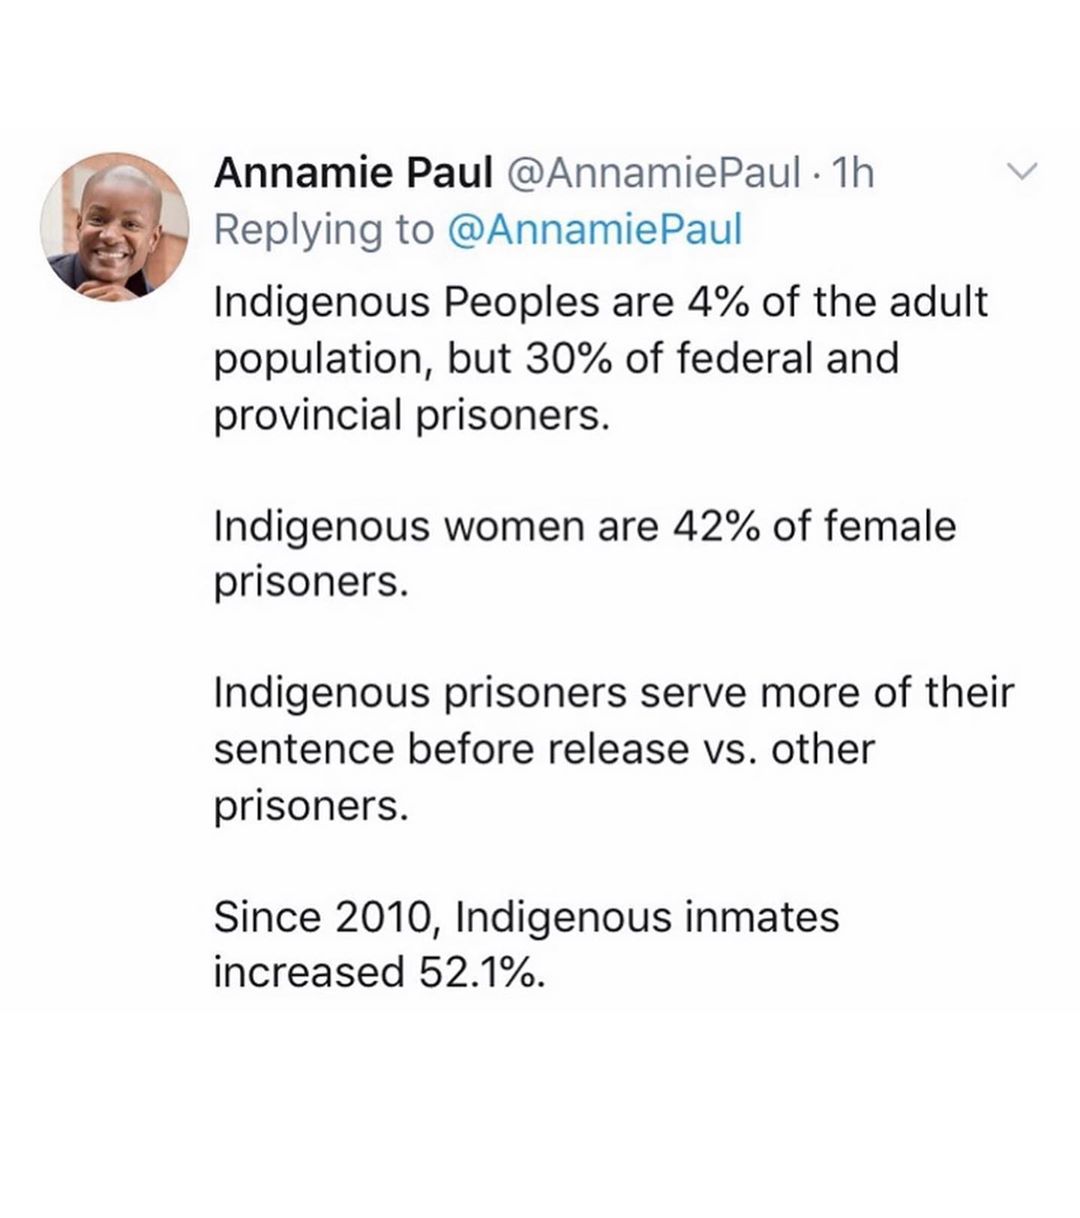 Annamie Paul @AnnamiePaul · 1h
Replying to @AnnamiePaul
Indigenous Peoples are 4% of the adult
population, but 30% of federal and
provincial prisoners.
Indigenous women are 42% of female
prisoners.
Indigenous prisoners serve more of their
sentence before release vs. other
prisoners.
Since 2010, Indigenous inmates
increased 52.1%.